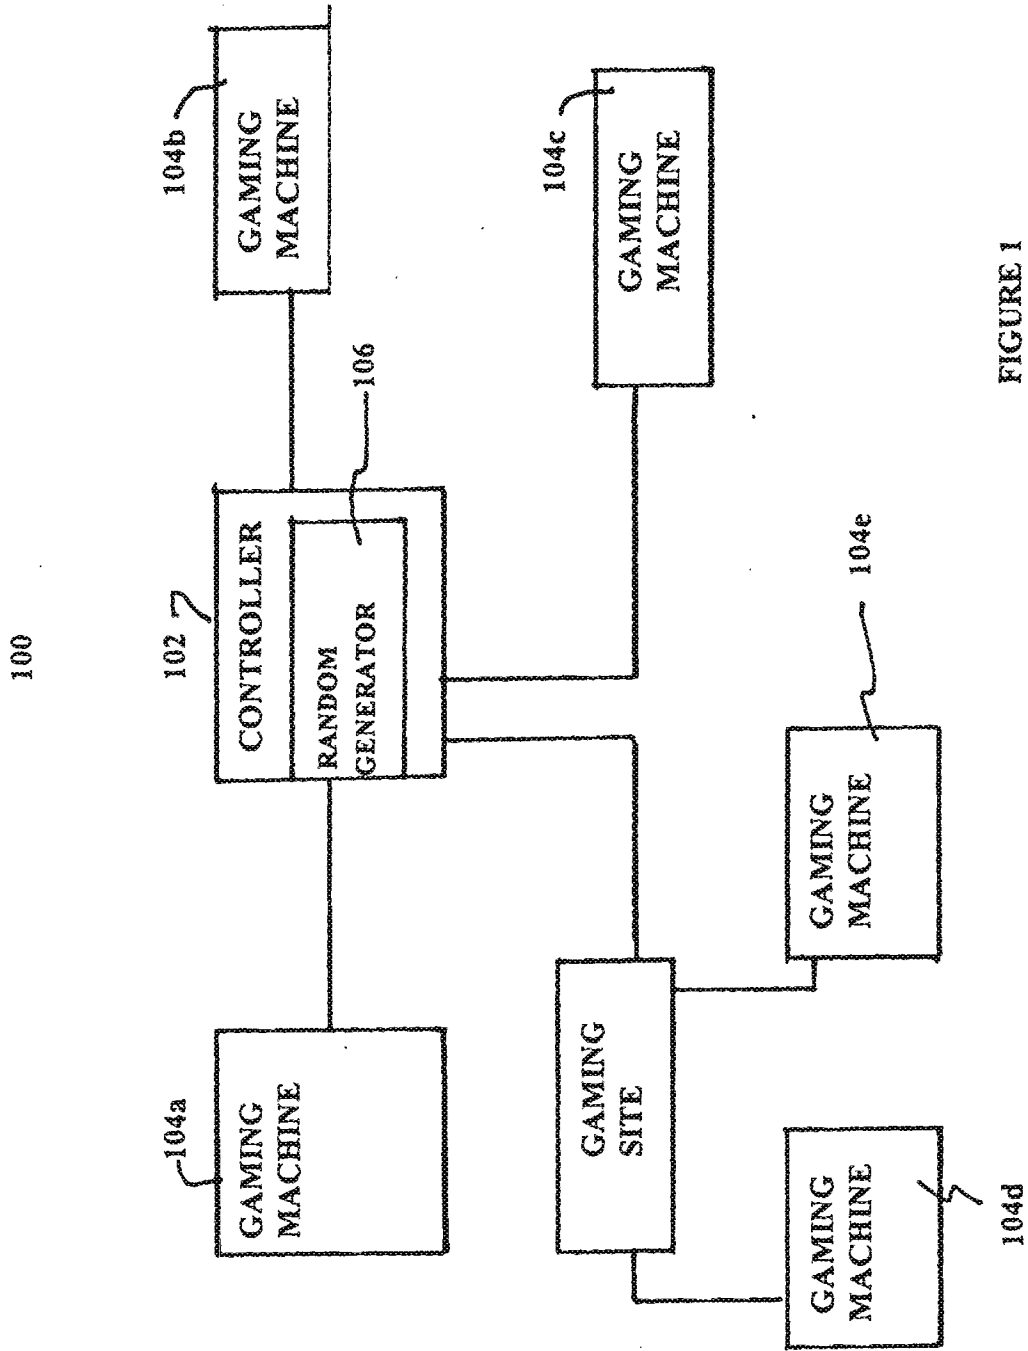 100
104a
GAMING
MACHINE
102
CONTROLLER
RANDOM
GENERATOR
106
104b
GAMING
MACHINE
GAMING
SITE
104c
GAMING
MACHINE
GAMING
MACHINE
104d
GAMING
MACHINE
104e
FIGURE 1